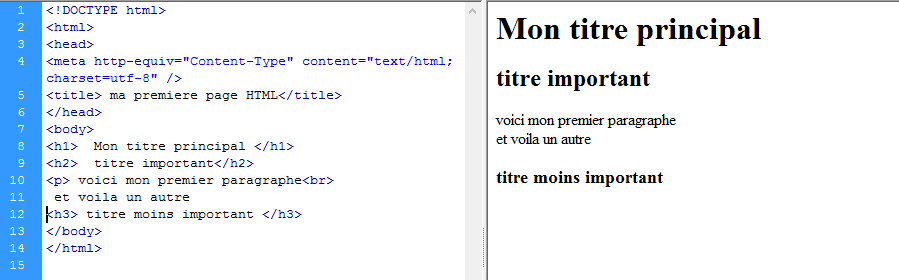 1 <!DOCTYPE html>
2 <html>
3 <head>
4 <meta http-equiv="Content-Type" content="text/html;
charset=utf-8" />
5 <title> ma premiere page HTML</title>
6 </head>
7 <body>
8 <h1>  Mon titre principal </h1>
9 <h2>  titre important</h2>
10 <p> voici mon premier paragraphe<br>
11  et voila un autre
12 <h3> titre moins important </h3>
13 </body>
14 </html>
15
Mon titre principal
titre important
voici mon premier paragraphe
et voila un autre
titre moins important